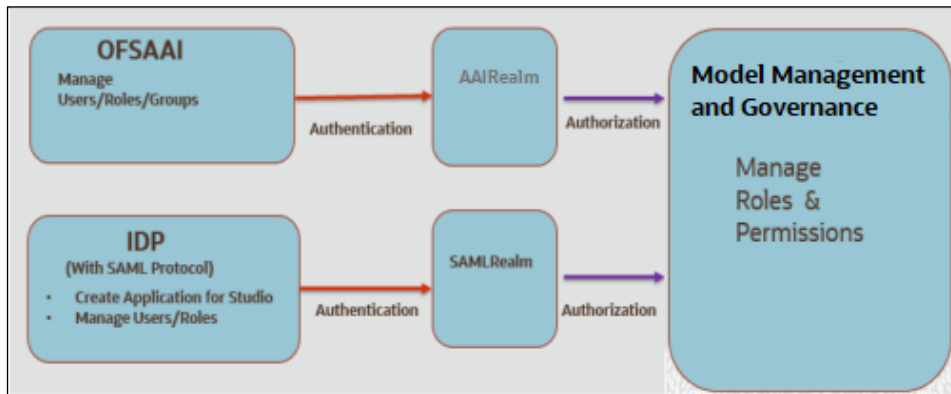 OFSAAI
Manage
Users/Roles/Groups
Authentication
AAIRealm
Authorization
Model Management
and Governance
Manage
Roles &
Permissions
IDP
(With SAML Protocol)
• Create Application for Studio
• Manage Users/Roles
Authentication
SAMLRealm
Authorization